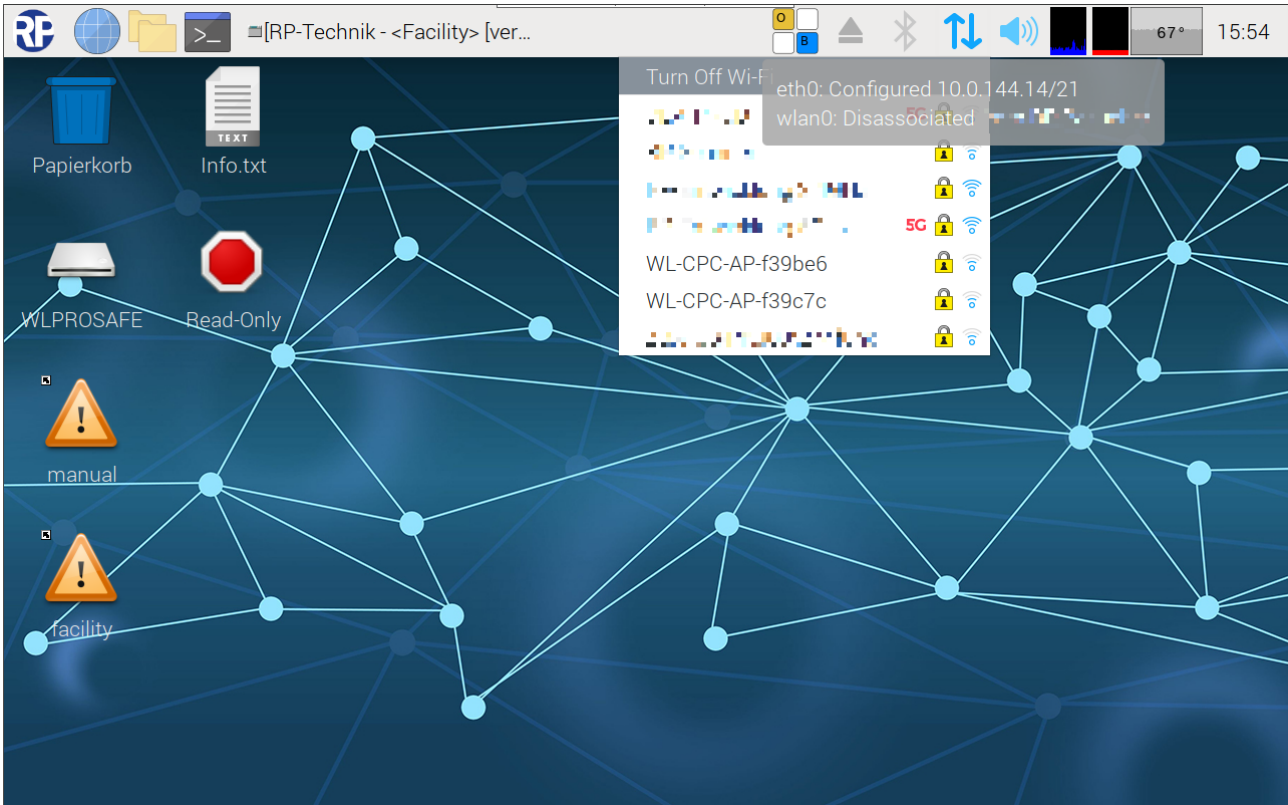 RP
>_
[RP-Technik - <Facility> [ver...
O
B
67°
15:54
Turn Off Wi-Fi
eth0: Configured 10.0.144.14/21
wlan0: Disassociated
5G
5G
WL-CPC-AP-f39be6
WL-CPC-AP-f39c7c
TEXT
Papierkorb
Info.txt
WLPROSAFE
Read-Only
manual
facility